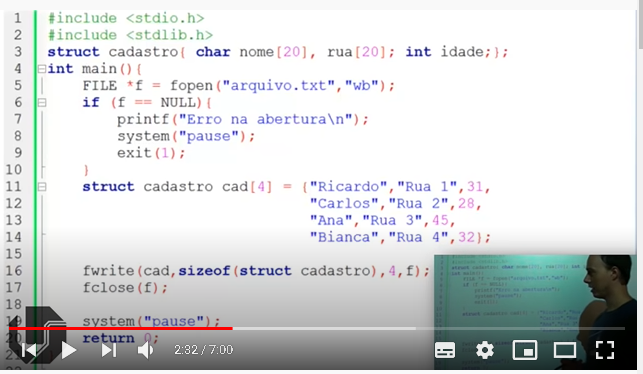 1 #include <stdio.h>
2 #include <stdlib.h>
3 struct cadastro{ char nome[20], rua[20]; int idade;};
4 int main(){
5 FILE *f = fopen("arquivo.txt","wb");
6 if (f == NULL){
7 printf("Erro na abertura\n");
8 system("pause");
9 exit(1);
10 }
11 struct cadastro cad[4] = {"Ricardo","Rua 1",31,
12 "Carlos","Rua 2",28,
13 "Ana","Rua 3",45,
14 "Bianca","Rua 4",32};
15
16 fwrite(cad,sizeof(struct cadastro),4,f);
17 fclose(f);
18
19 system("pause");
20 return 0;
2:32 / 7:00